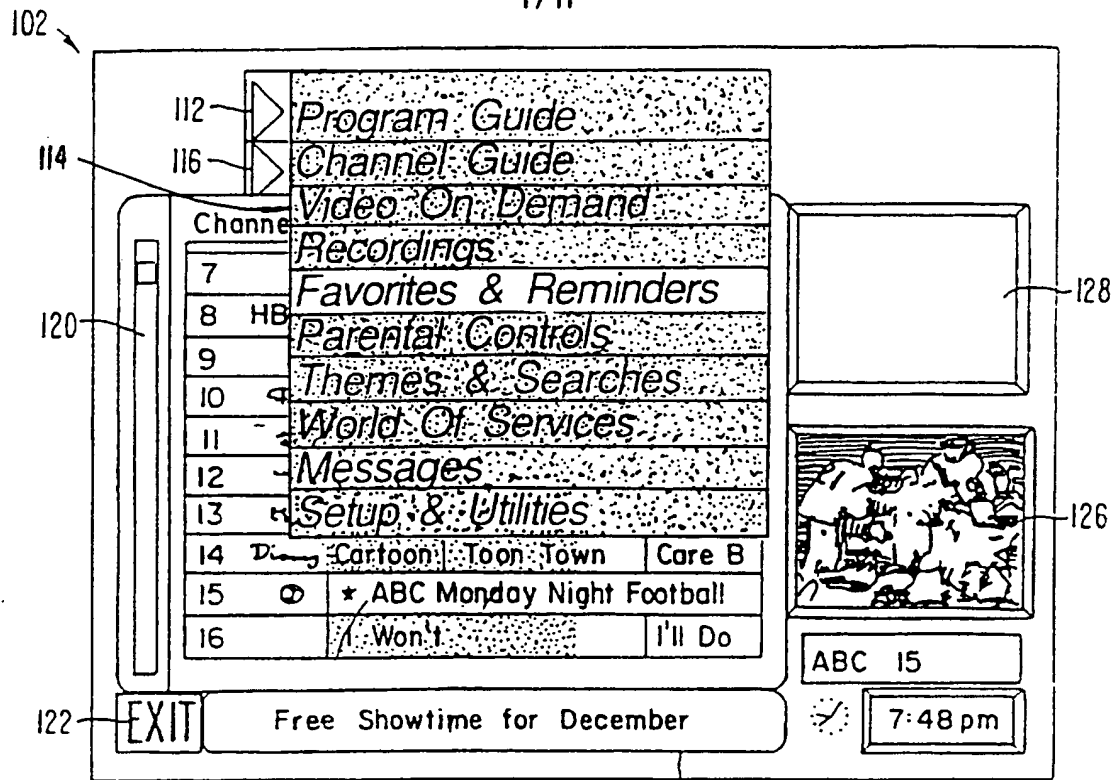 102
112
Program Guide
114
116
Channel Guide
Video On Demand
Channe
Recordings
7
Favorites & Reminders
128
8 HB
Parental Controls
120
9
Themes & Searches
10
World Of Services
11
12
Messages
13
Setup & Utilities
126
14 Disney Cartoon Toon Town Care B
15 ★ ABC Monday Night Football
16 I Won't I'll Do
ABC 15
122
EXIT
Free Showtime for December
7:48 pm